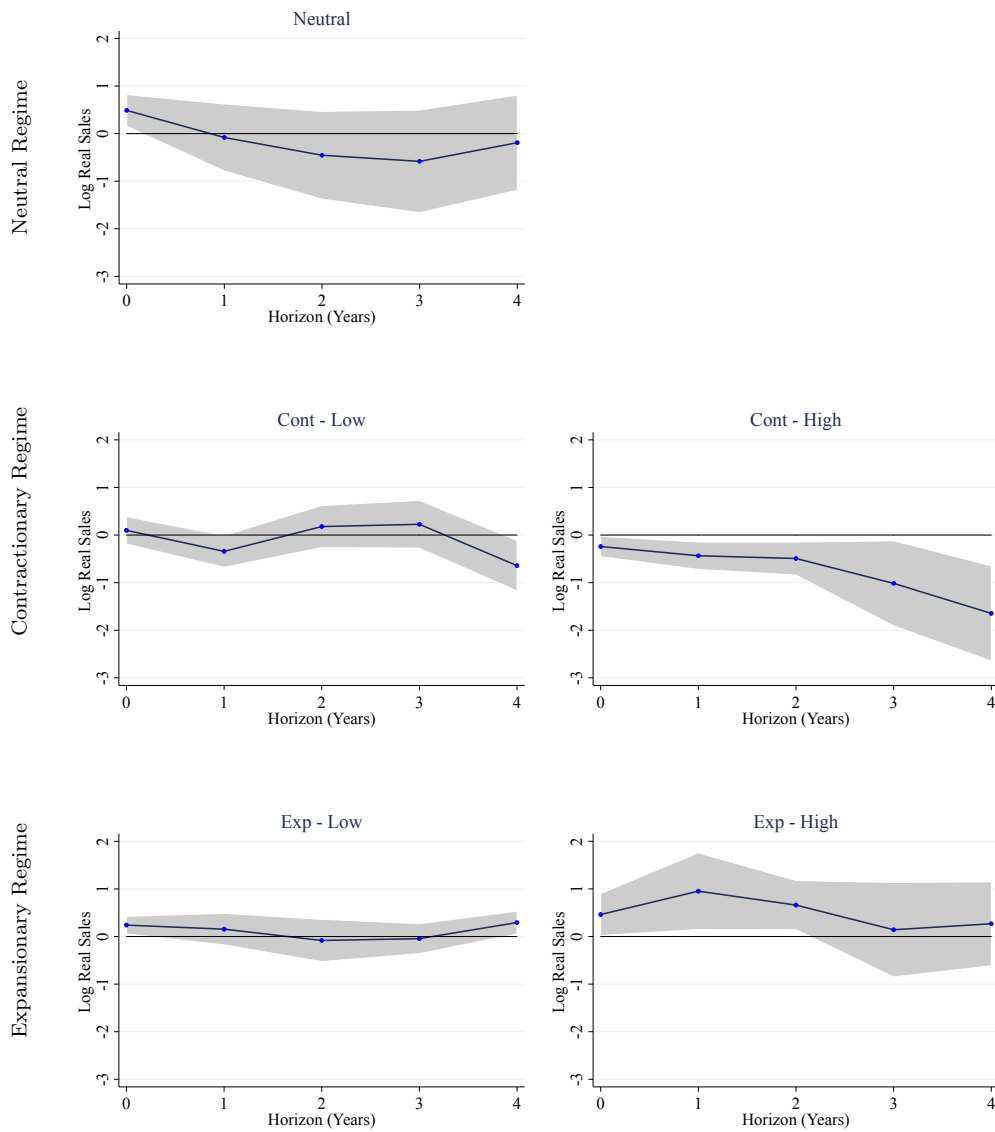 Neutral Regime
Neutral
Log Real Sales
2
1
0
-1
-2
-3
0 1 2 3 4
Horizon (Years)
Contractionary Regime
Cont - Low
Log Real Sales
2
1
0
-1
-2
-3
0 1 2 3 4
Horizon (Years)
Cont - High
Log Real Sales
2
1
0
-1
-2
-3
0 1 2 3 4
Horizon (Years)
Expansionary Regime
Exp - Low
Log Real Sales
2
1
0
-1
-2
-3
0 1 2 3 4
Horizon (Years)
Exp - High
Log Real Sales
2
1
0
-1
-2
-3
0 1 2 3 4
Horizon (Years)